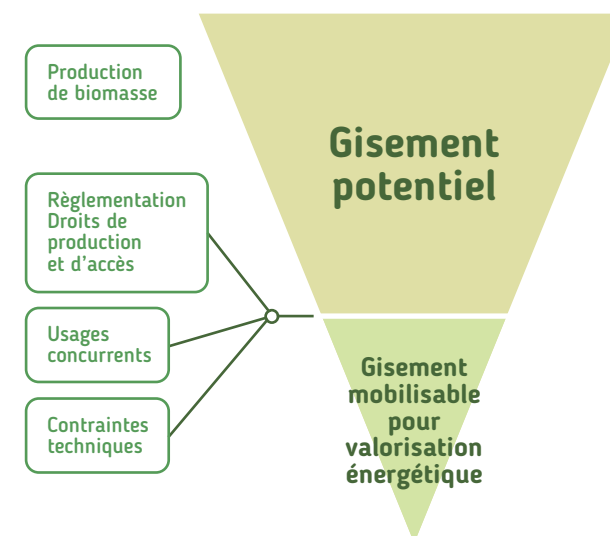 Production
de biomasse
Gisement
potentiel
Règlementation
Droits de
production
et d'accès
Usages
concurrents
Contraintes
techniques
Gisement
mobilisable
pour
valorisation
énergétique